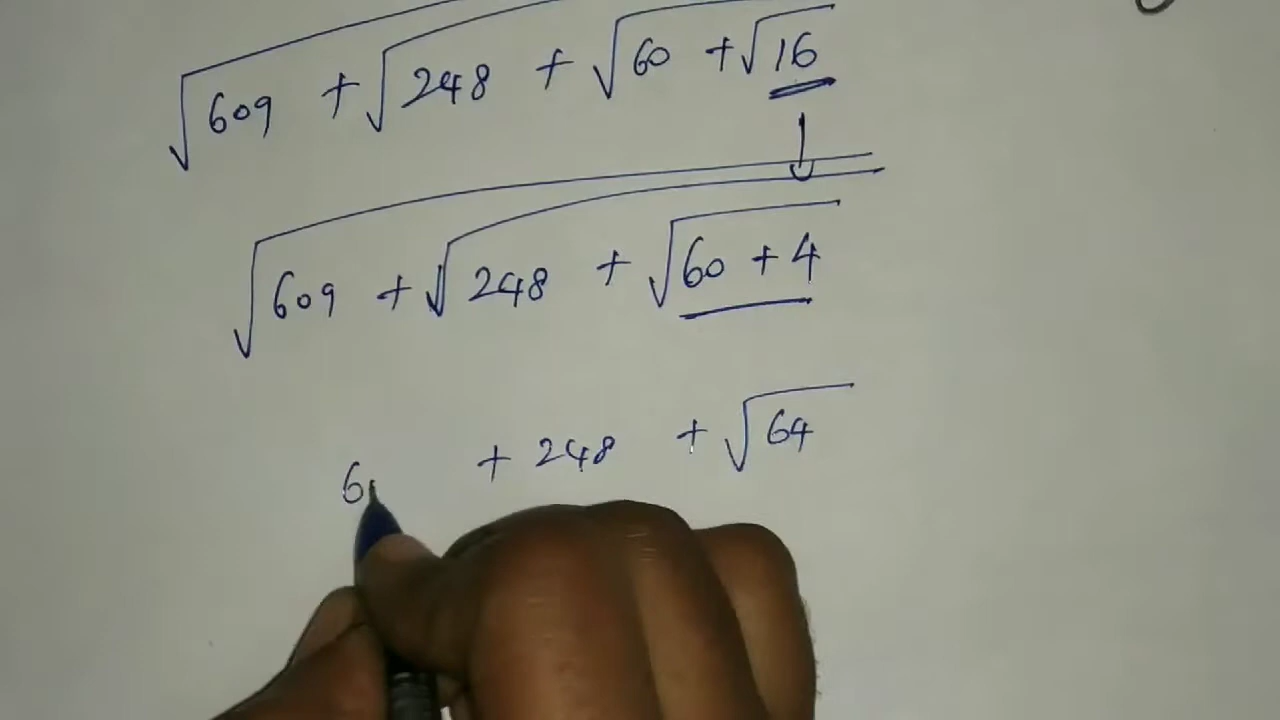 √609 + √248 + √60 + √16
√609 + √248 + √60 + 4
6 + 248 + √64